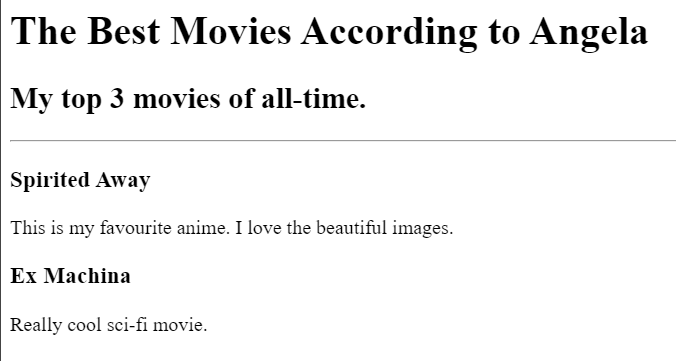 The Best Movies According to Angela
My top 3 movies of all-time.
Spirited Away
This is my favourite anime. I love the beautiful images.
Ex Machina
Really cool sci-fi movie.